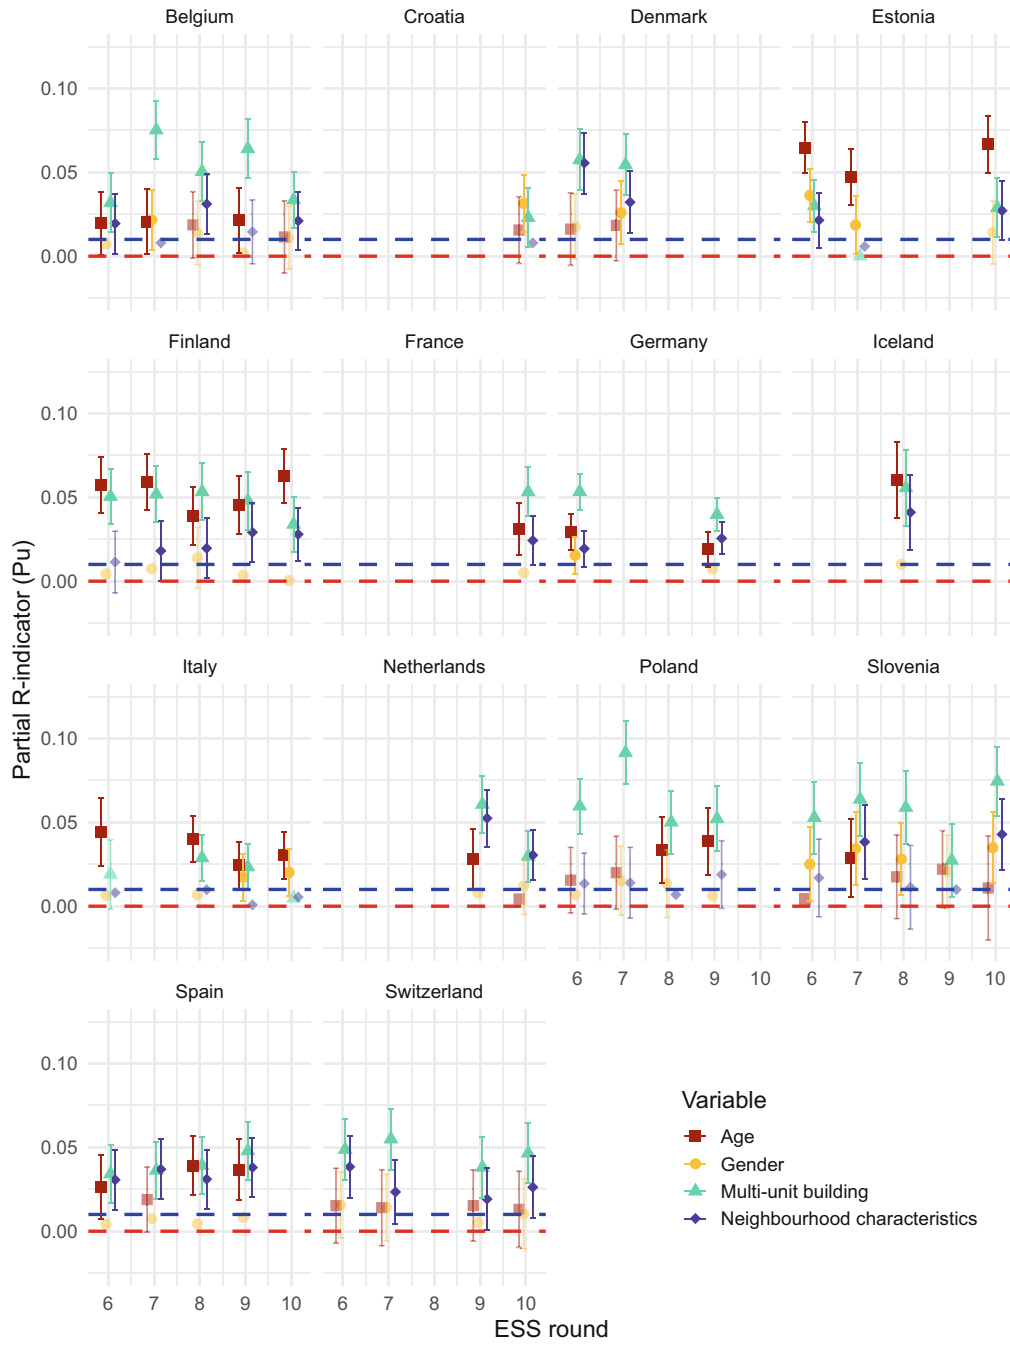 Belgium
Croatia
Denmark
Estonia
0.10
0.05
0.00
Finland
France
Germany
Iceland
0.10
0.05
0.00
Italy
Netherlands
Poland
Slovenia
0.10
0.05
0.00
6 7 8 9 10
6 7 8 9 10
Spain
Switzerland
0.10
0.05
0.00
6 7 8 9 10
6 7 8 9 10
Partial R-indicator (Pu)
ESS round
Variable
Age
Gender
Multi-unit building
Neighbourhood characteristics